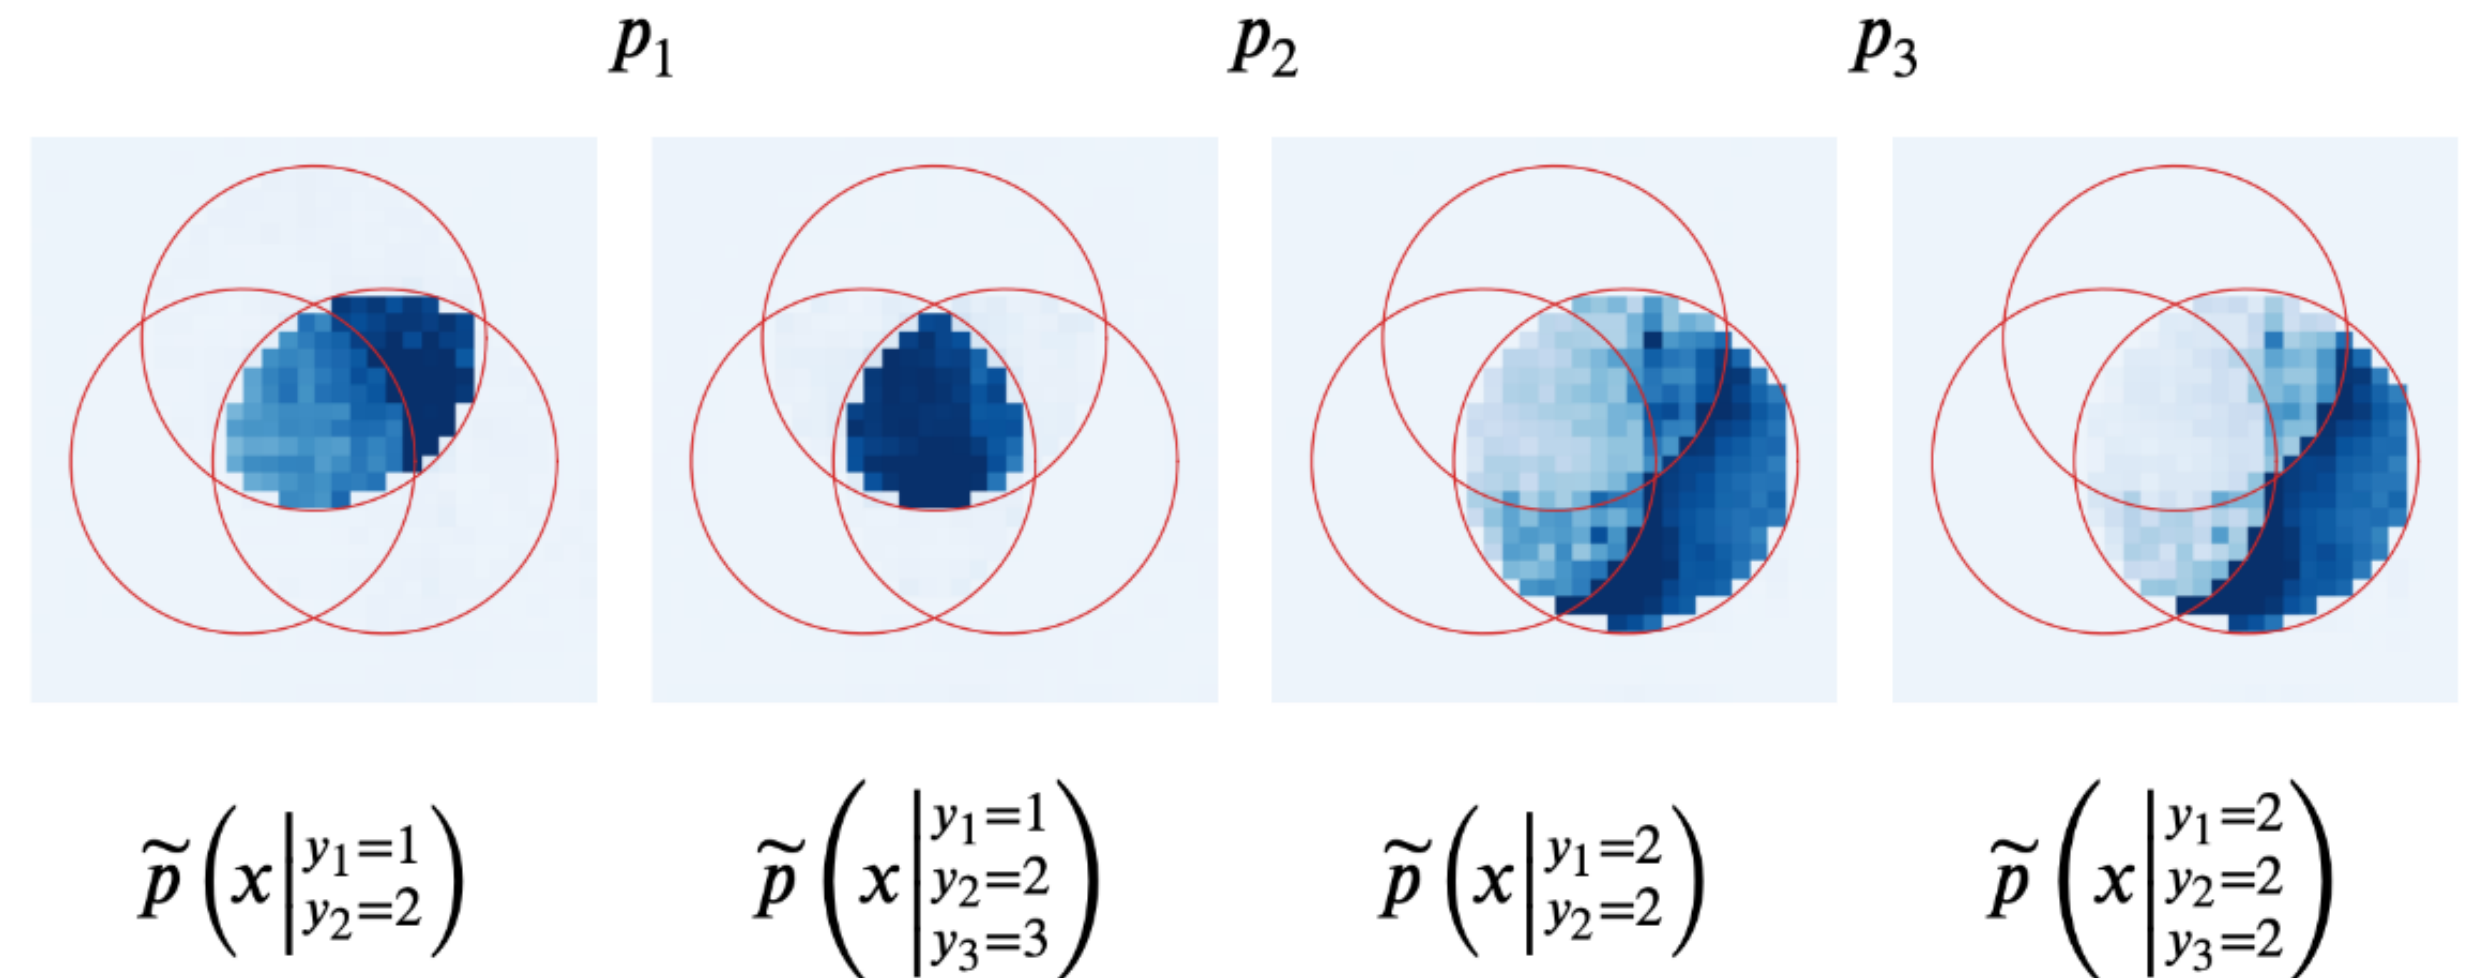 p₁ p₂ p₃
p̃(x|y₁=1 y₂=2) p̃(x|y₁=1 y₂=2 y₃=3) p̃(x|y₁=2 y₂=2) p̃(x|y₁=2 y₂=2 y₃=2)